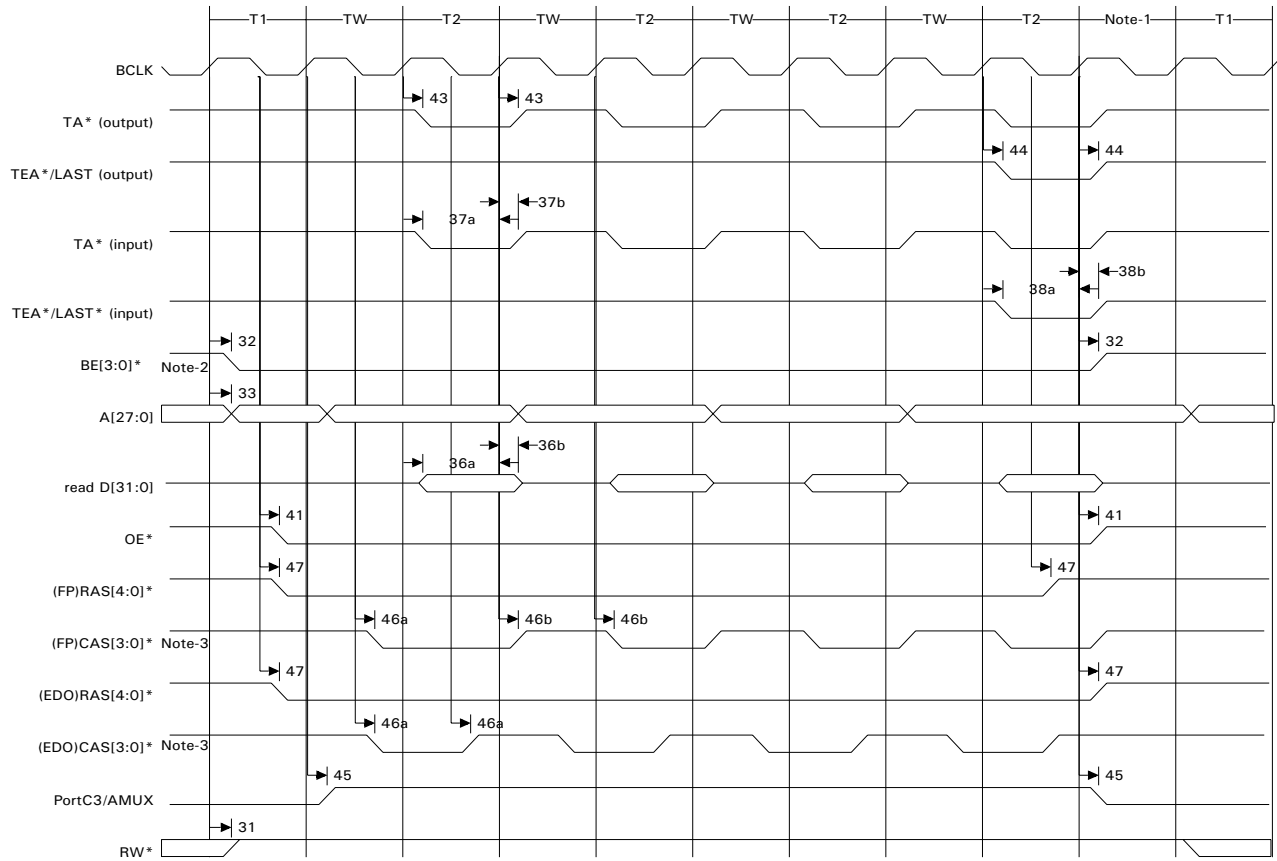 T1 TW T2 TW T2 TW T2 TW T2 Note-1 T1
BCLK
43 43
TA* (output)
44 44
TEA*/LAST (output)
37b
37a
TA* (input)
38b
38a
TEA*/LAST* (input)
32 32
BE[3:0]* Note-2
33
A[27:0]
36b
36a
read D[31:0]
41 41
OE*
47 47
(FP)RAS[4:0]*
46a 46b 46b
(FP)CAS[3:0]* Note-3
47 47
(EDO)RAS[4:0]*
46a 46a
(EDO)CAS[3:0]* Note-3
45 45
PortC3/AMUX
31
RW*